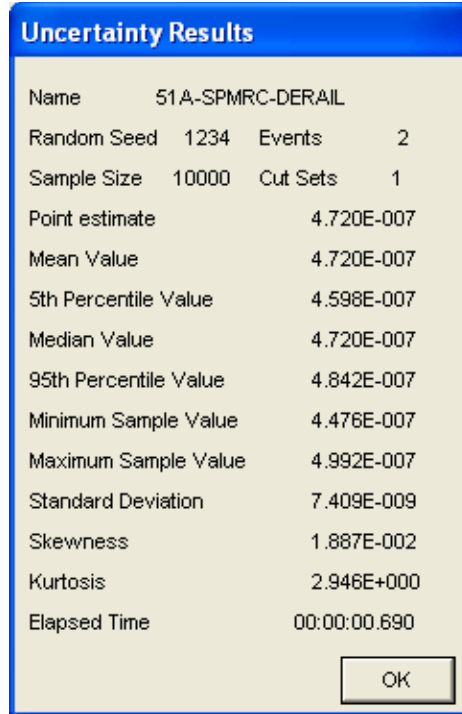 Uncertainty Results
Name 51A-SPMRC-DERAIL
Random Seed 1234 Events 2
Sample Size 10000 Cut Sets 1
Point estimate 4.720E-007
Mean Value 4.720E-007
5th Percentile Value 4.598E-007
Median Value 4.720E-007
95th Percentile Value 4.842E-007
Minimum Sample Value 4.476E-007
Maximum Sample Value 4.992E-007
Standard Deviation 7.409E-009
Skewness 1.887E-002
Kurtosis 2.946E+000
Elapsed Time 00:00:00.690
OK